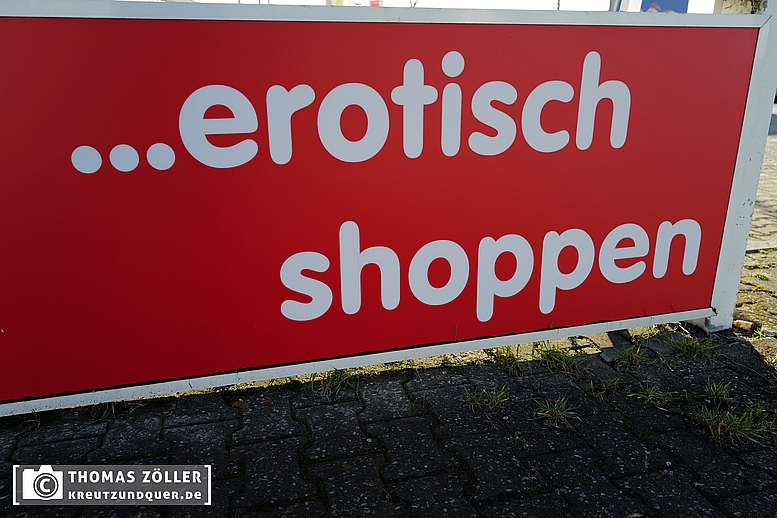 ...erotisch
shoppen
© THOMAS ZÖLLER
KREUTZUNDQUER.DE